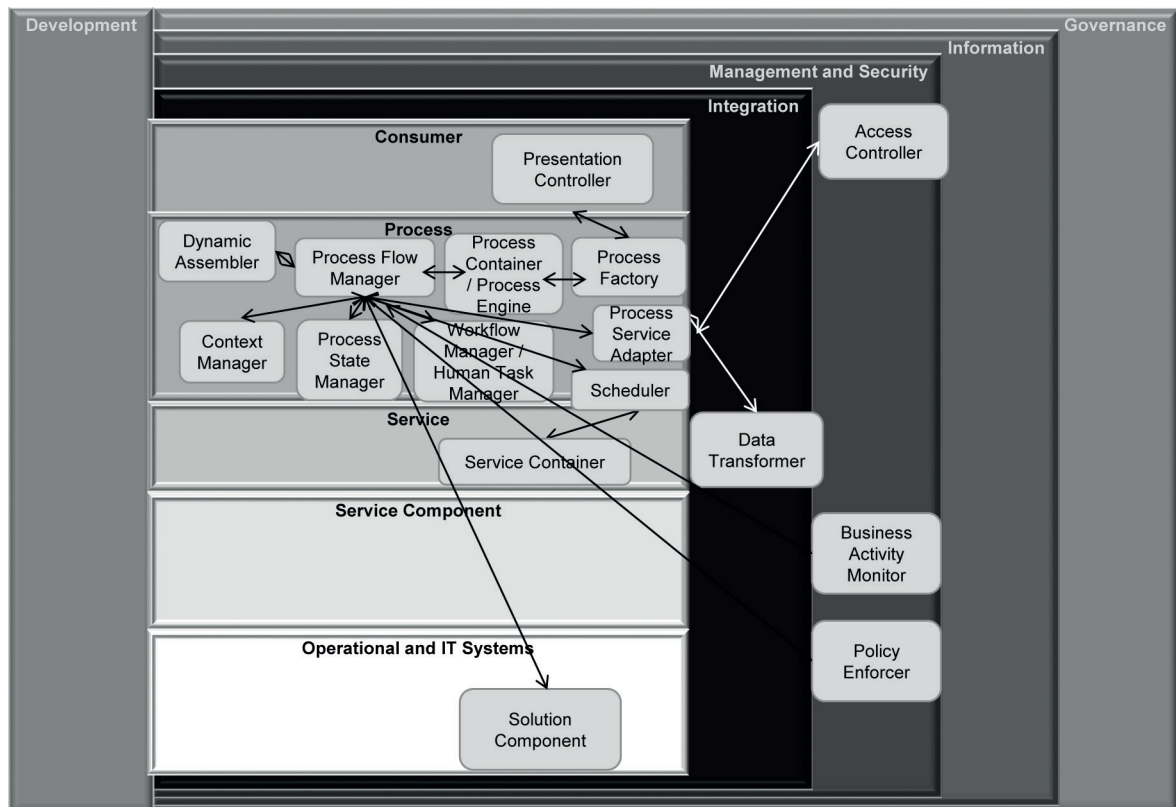 Development
Governance
Information
Management and Security
Integration
Consumer
Presentation
Controller
Access
Controller
Process
Dynamic
Assembler
Process Flow
Manager
Process
Container
/ Process
Engine
Process
Factory
Context
Manager
Process
State
Manager
Workflow
Manager /
Human Task
Manager
Process
Service
Adapter
Scheduler
Service
Service Container
Data
Transformer
Service Component
Business
Activity
Monitor
Operational and IT Systems
Policy
Enforcer
Solution
Component